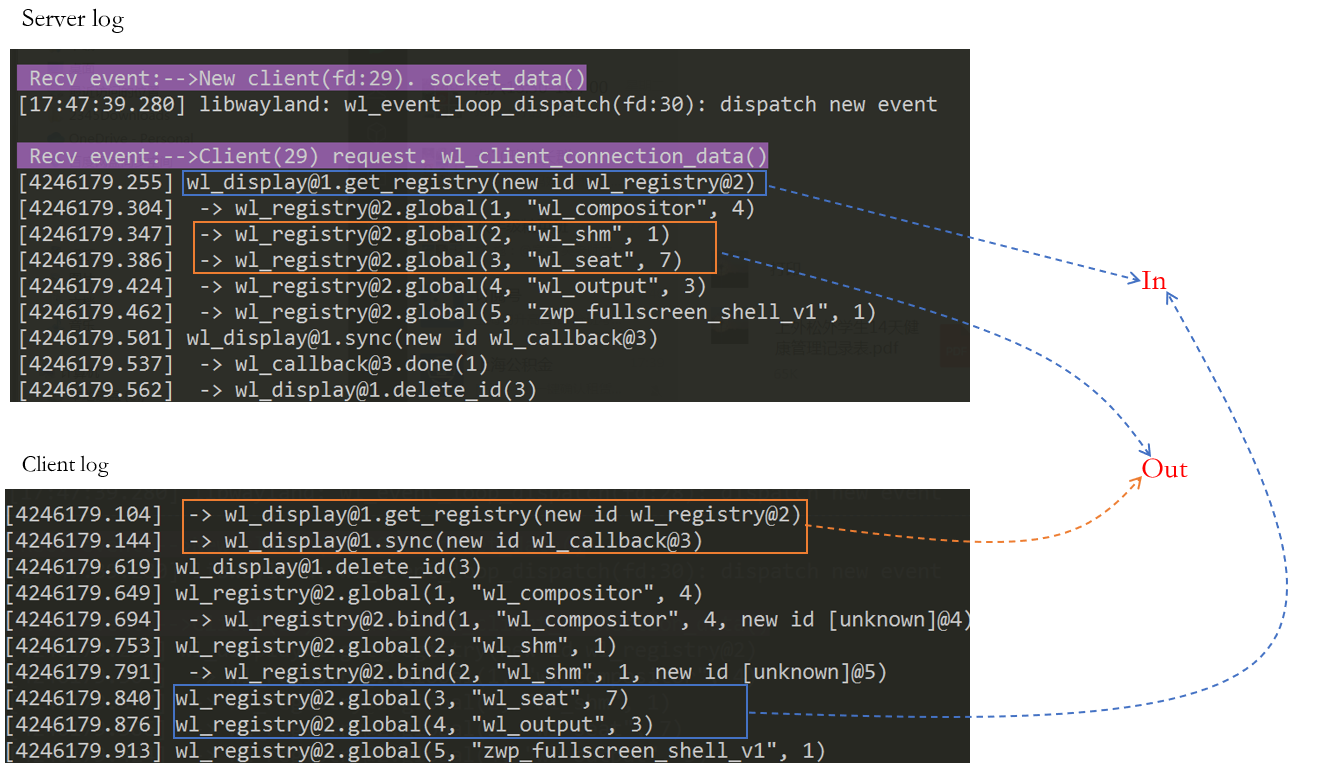 Server log
Recv event:-->New client(fd:29). socket_data()
[17:47:39.280] libwayland: wl_event_loop_dispatch(fd:30): dispatch new event
Recv event:-->Client(29) request. wl_client_connection_data()
[4246179.255] wl_display@1.get_registry(new id wl_registry@2)
[4246179.304]  -> wl_registry@2.global(1, "wl_compositor", 4)
[4246179.347]  -> wl_registry@2.global(2, "wl_shm", 1)
[4246179.386]  -> wl_registry@2.global(3, "wl_seat", 7)
[4246179.424]  -> wl_registry@2.global(4, "wl_output", 3)
[4246179.462]  -> wl_registry@2.global(5, "zwp_fullscreen_shell_v1", 1)
[4246179.501] wl_display@1.sync(new id wl_callback@3)
[4246179.537]  -> wl_callback@3.done(1)
[4246179.562]  -> wl_display@1.delete_id(3)
In
Out
Client log
[4246179.104]  -> wl_display@1.get_registry(new id wl_registry@2)
[4246179.144]  -> wl_display@1.sync(new id wl_callback@3)
[4246179.619] wl_display@1.delete_id(3)
[4246179.649] wl_registry@2.global(1, "wl_compositor", 4)
[4246179.694]  -> wl_registry@2.bind(1, "wl_compositor", 4, new id [unknown]@4)
[4246179.753] wl_registry@2.global(2, "wl_shm", 1)
[4246179.791]  -> wl_registry@2.bind(2, "wl_shm", 1, new id [unknown]@5)
[4246179.840] wl_registry@2.global(3, "wl_seat", 7)
[4246179.876] wl_registry@2.global(4, "wl_output", 3)
[4246179.913] wl_registry@2.global(5, "zwp_fullscreen_shell_v1", 1)